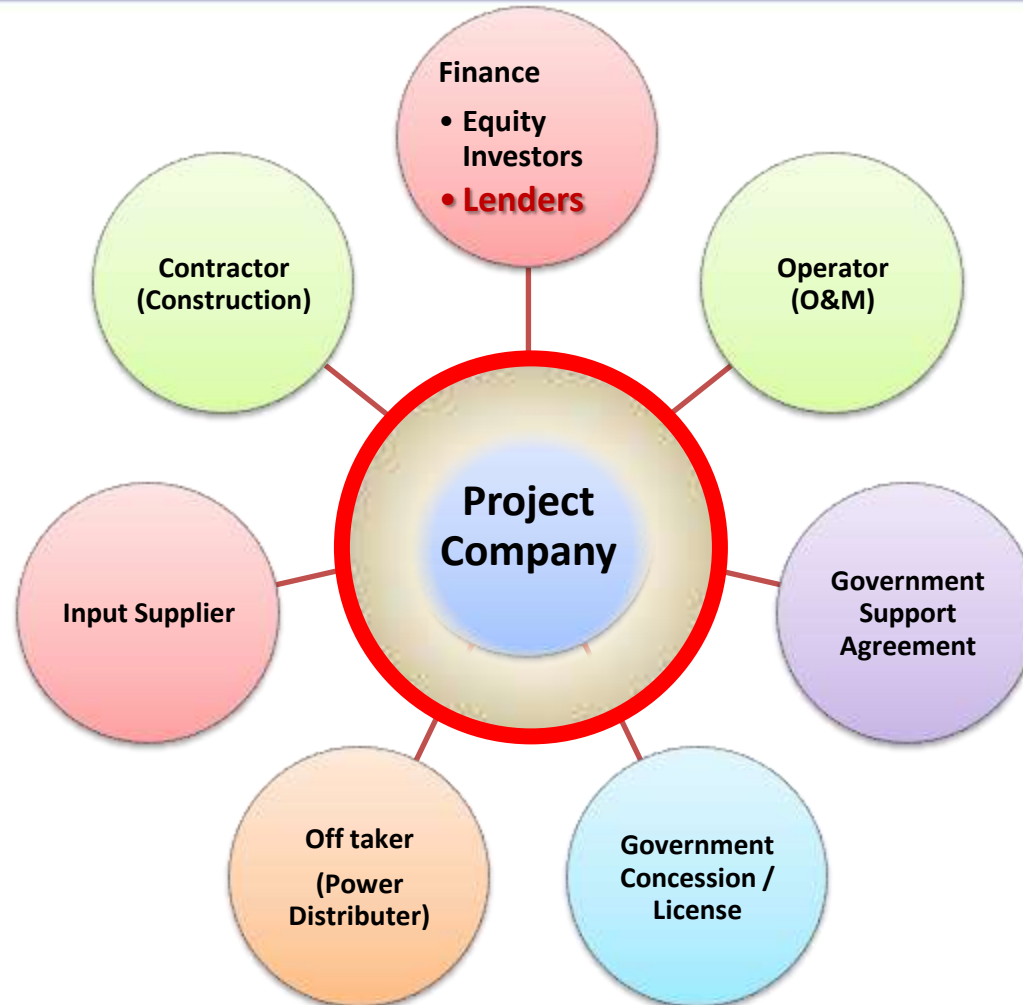 Finance
• Equity
Investors
• Lenders
Contractor
(Construction)
Operator
(O&M)
Project
Company
Input Supplier
Government
Support
Agreement
Off taker
(Power
Distributer)
Government
Concession /
License